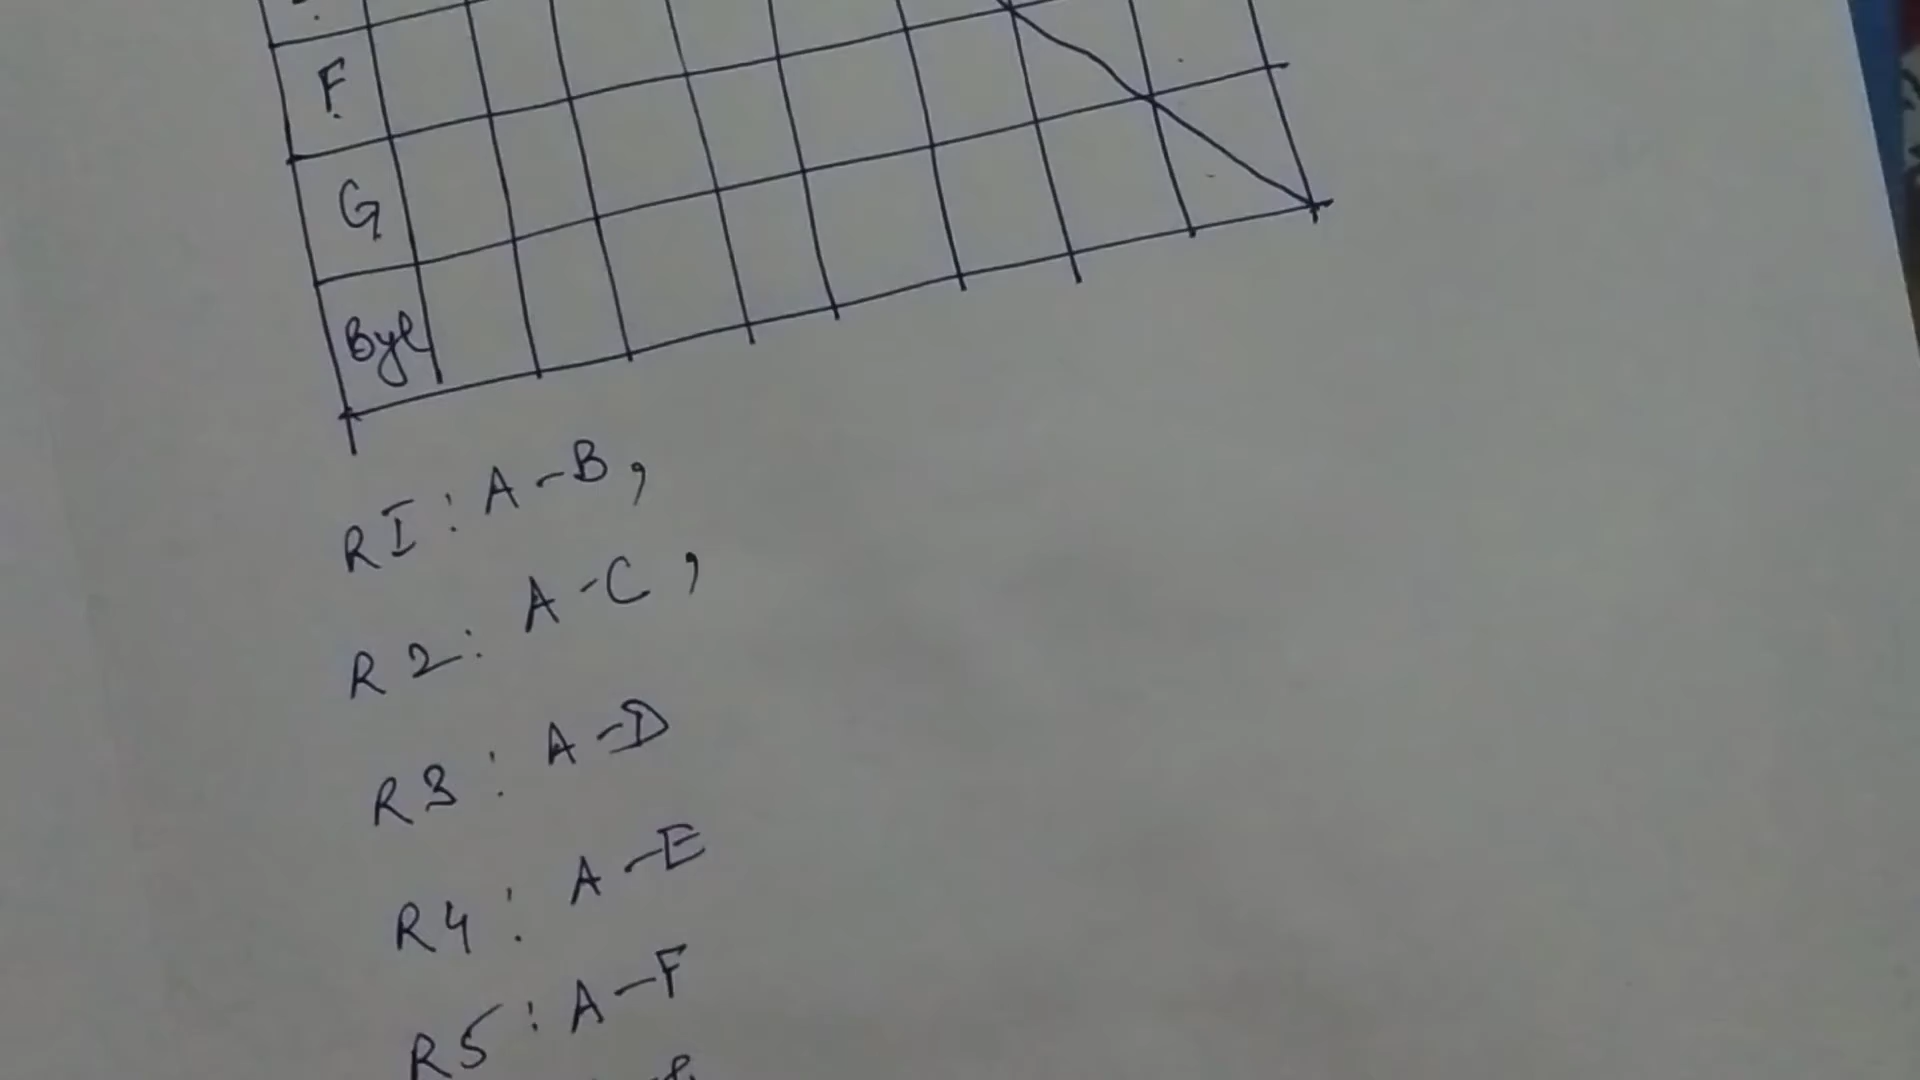 F
G
Bye
R1: A-B,
R2: A-C,
R3: A-D
R4: A-E
R5: A-F